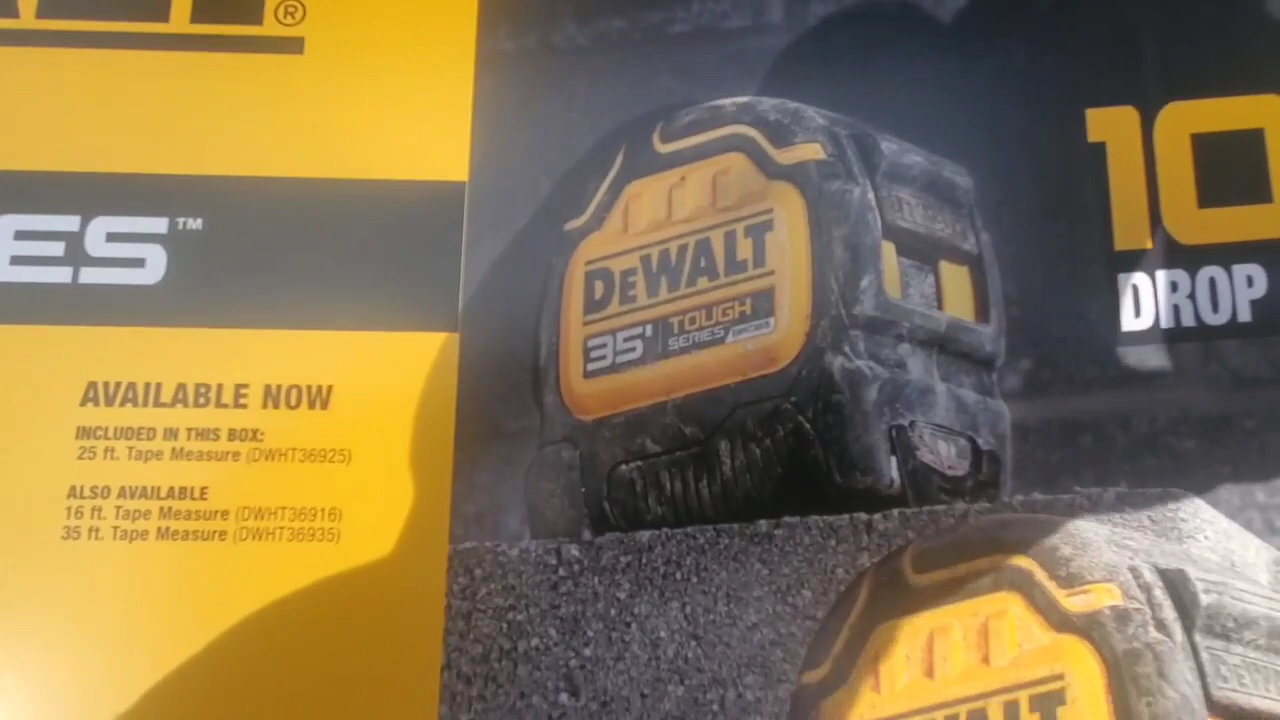 ®
ES™
AVAILABLE NOW
INCLUDED IN THIS BOX:
25 ft. Tape Measure (DWHT36925)
ALSO AVAILABLE
16 ft. Tape Measure (DWHT36916)
35 ft. Tape Measure (DWHT36935)
DEWALT
35' TOUGH
SERIES
10
DROP